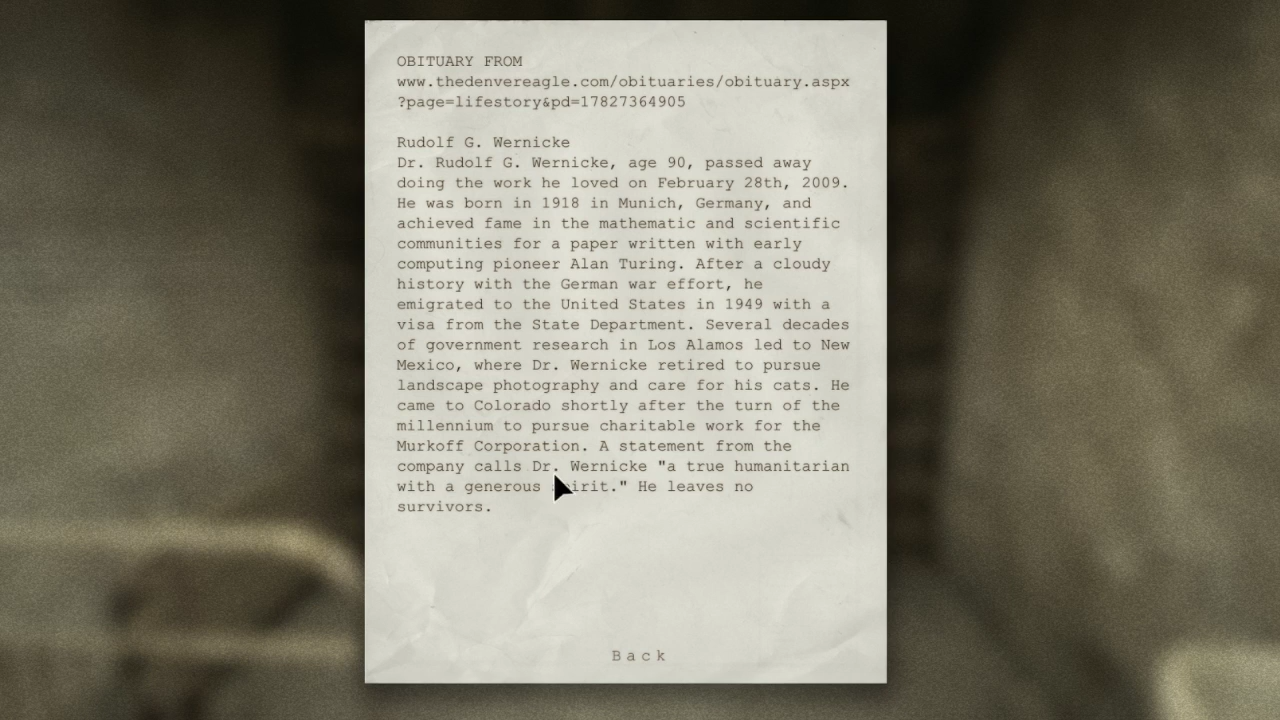 OBITUARY FROM
www.thedenvereagle.com/obituaries/obituary.aspx
?page=lifestory&pd=17827364905
Rudolf G. Wernicke
Dr. Rudolf G. Wernicke, age 90, passed away
doing the work he loved on February 28th, 2009.
He was born in 1918 in Munich, Germany, and
achieved fame in the mathematic and scientific
communities for a paper written with early
computing pioneer Alan Turing. After a cloudy
history with the German war effort, he
emigrated to the United States in 1949 with a
visa from the State Department. Several decades
of government research in Los Alamos led to New
Mexico, where Dr. Wernicke retired to pursue
landscape photography and care for his cats. He
came to Colorado shortly after the turn of the
millennium to pursue charitable work for the
Murkoff Corporation. A statement from the
company calls Dr. Wernicke "a true humanitarian
with a generous spirit." He leaves no
survivors.
Back